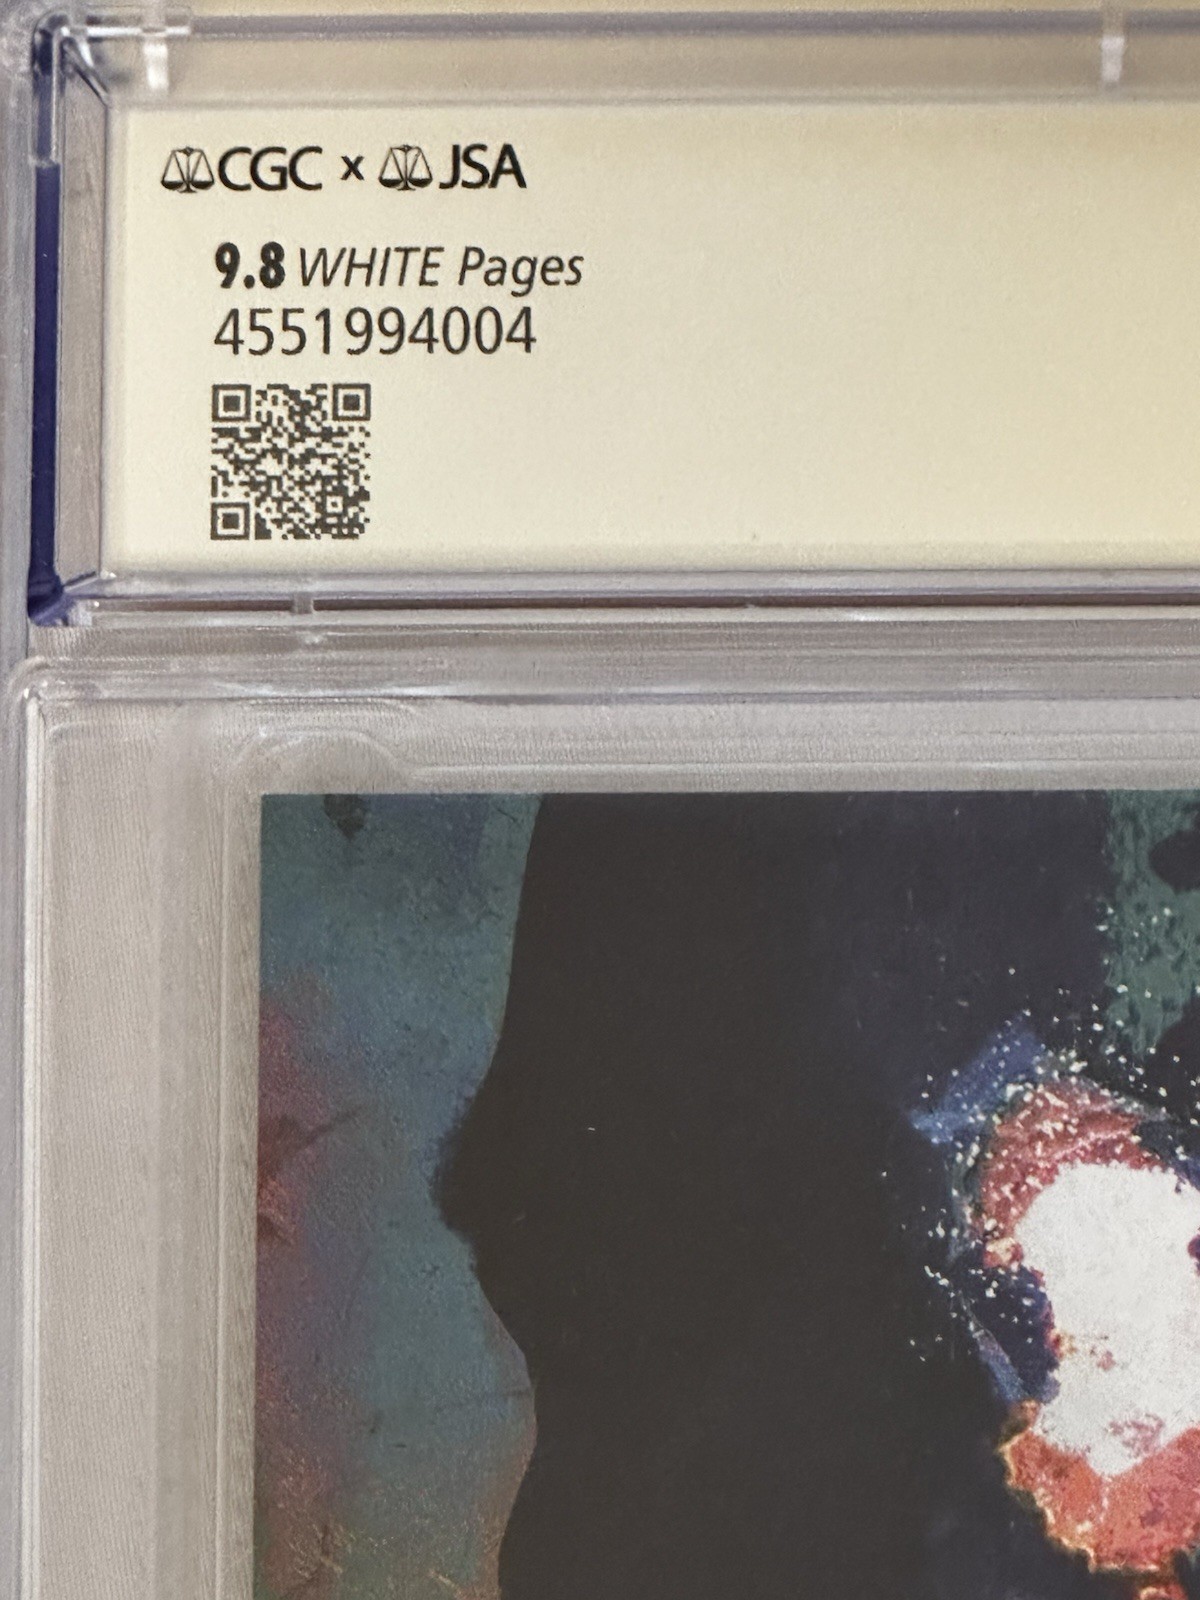 CGC x JSA
9.8 WHITE Pages
4551994004